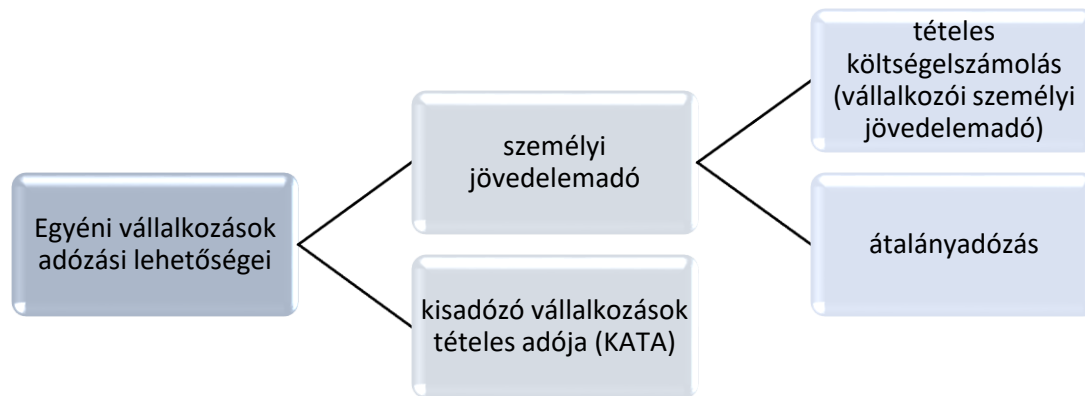 Egyéni vállalkozások
adózási lehetőségei
személyi
jövedelemadó
tételes
költségelszámolás
(vállalkozói személyi
jövedelemadó)
átalányadózás
kisadózó vállalkozások
tételes adója (KATA)